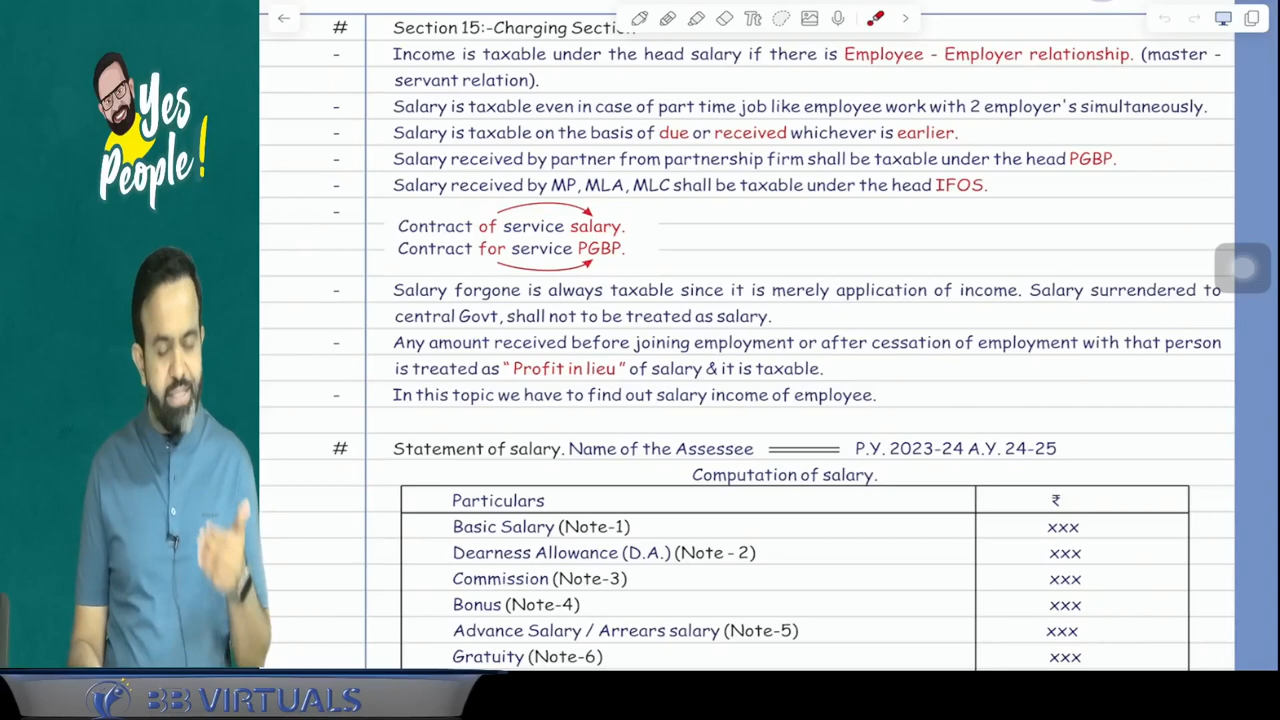 Yes
People !
# Section 15:-Charging Secti
- Income is taxable under the head salary if there is Employee - Employer relationship. (master -
servant relation).
- Salary is taxable even in case of part time job like employee work with 2 employer's simultaneously.
- Salary is taxable on the basis of due or received whichever is earlier.
- Salary received by partner from partnership firm shall be taxable under the head PGBP.
- Salary received by MP, MLA, MLC shall be taxable under the head IFOS.
-
Contract of service salary.
Contract for service PGBP.
- Salary forgone is always taxable since it is merely application of income. Salary surrendered to
central Govt, shall not to be treated as salary.
- Any amount received before joining employment or after cessation of employment with that person
is treated as “ Profit in lieu ” of salary & it is taxable.
- In this topic we have to find out salary income of employee.
# Statement of salary. Name of the Assessee P.Y. 2023-24 A.Y. 24-25
Computation of salary.
Particulars ₹
Basic Salary (Note-1) xxx
Dearness Allowance (D.A.) (Note - 2) xxx
Commission (Note-3) xxx
Bonus (Note-4) xxx
Advance Salary / Arrears salary (Note-5) xxx
Gratuity (Note-6) xxx
BB VIRTUALS